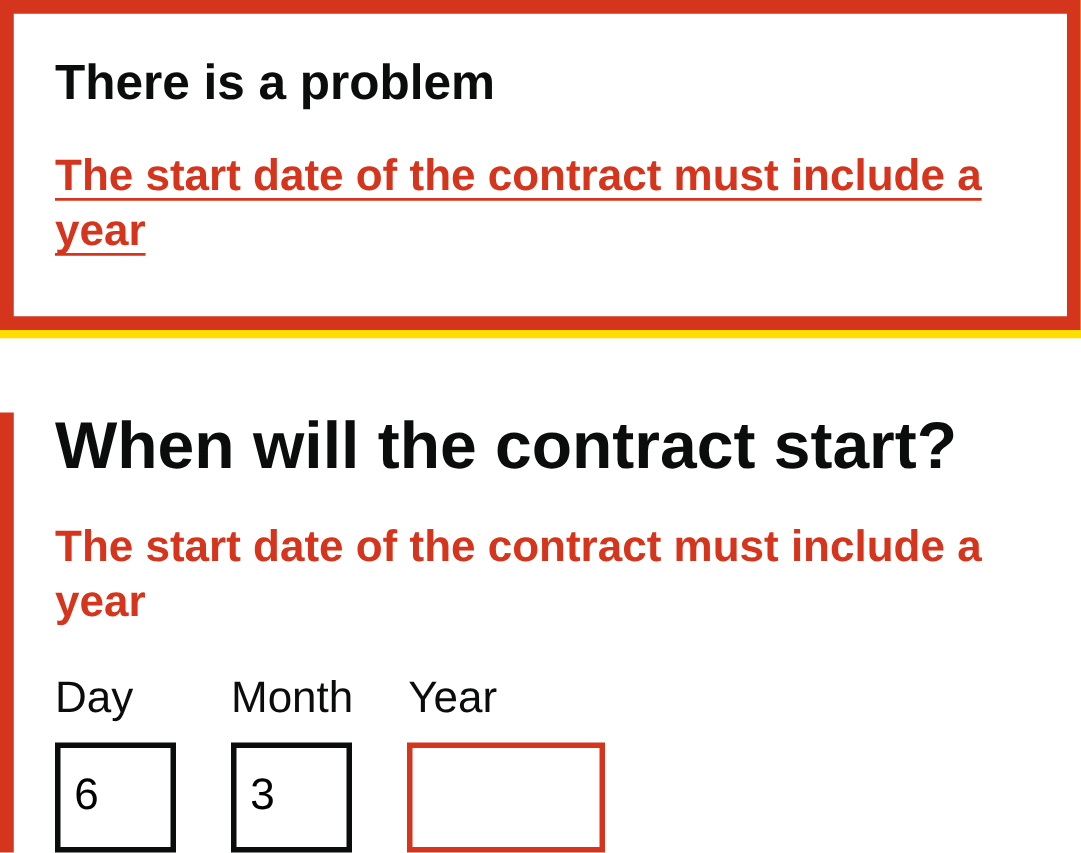 There is a problem
The start date of the contract must include a
year
When will the contract start?
The start date of the contract must include a
year
Day Month Year
6 3